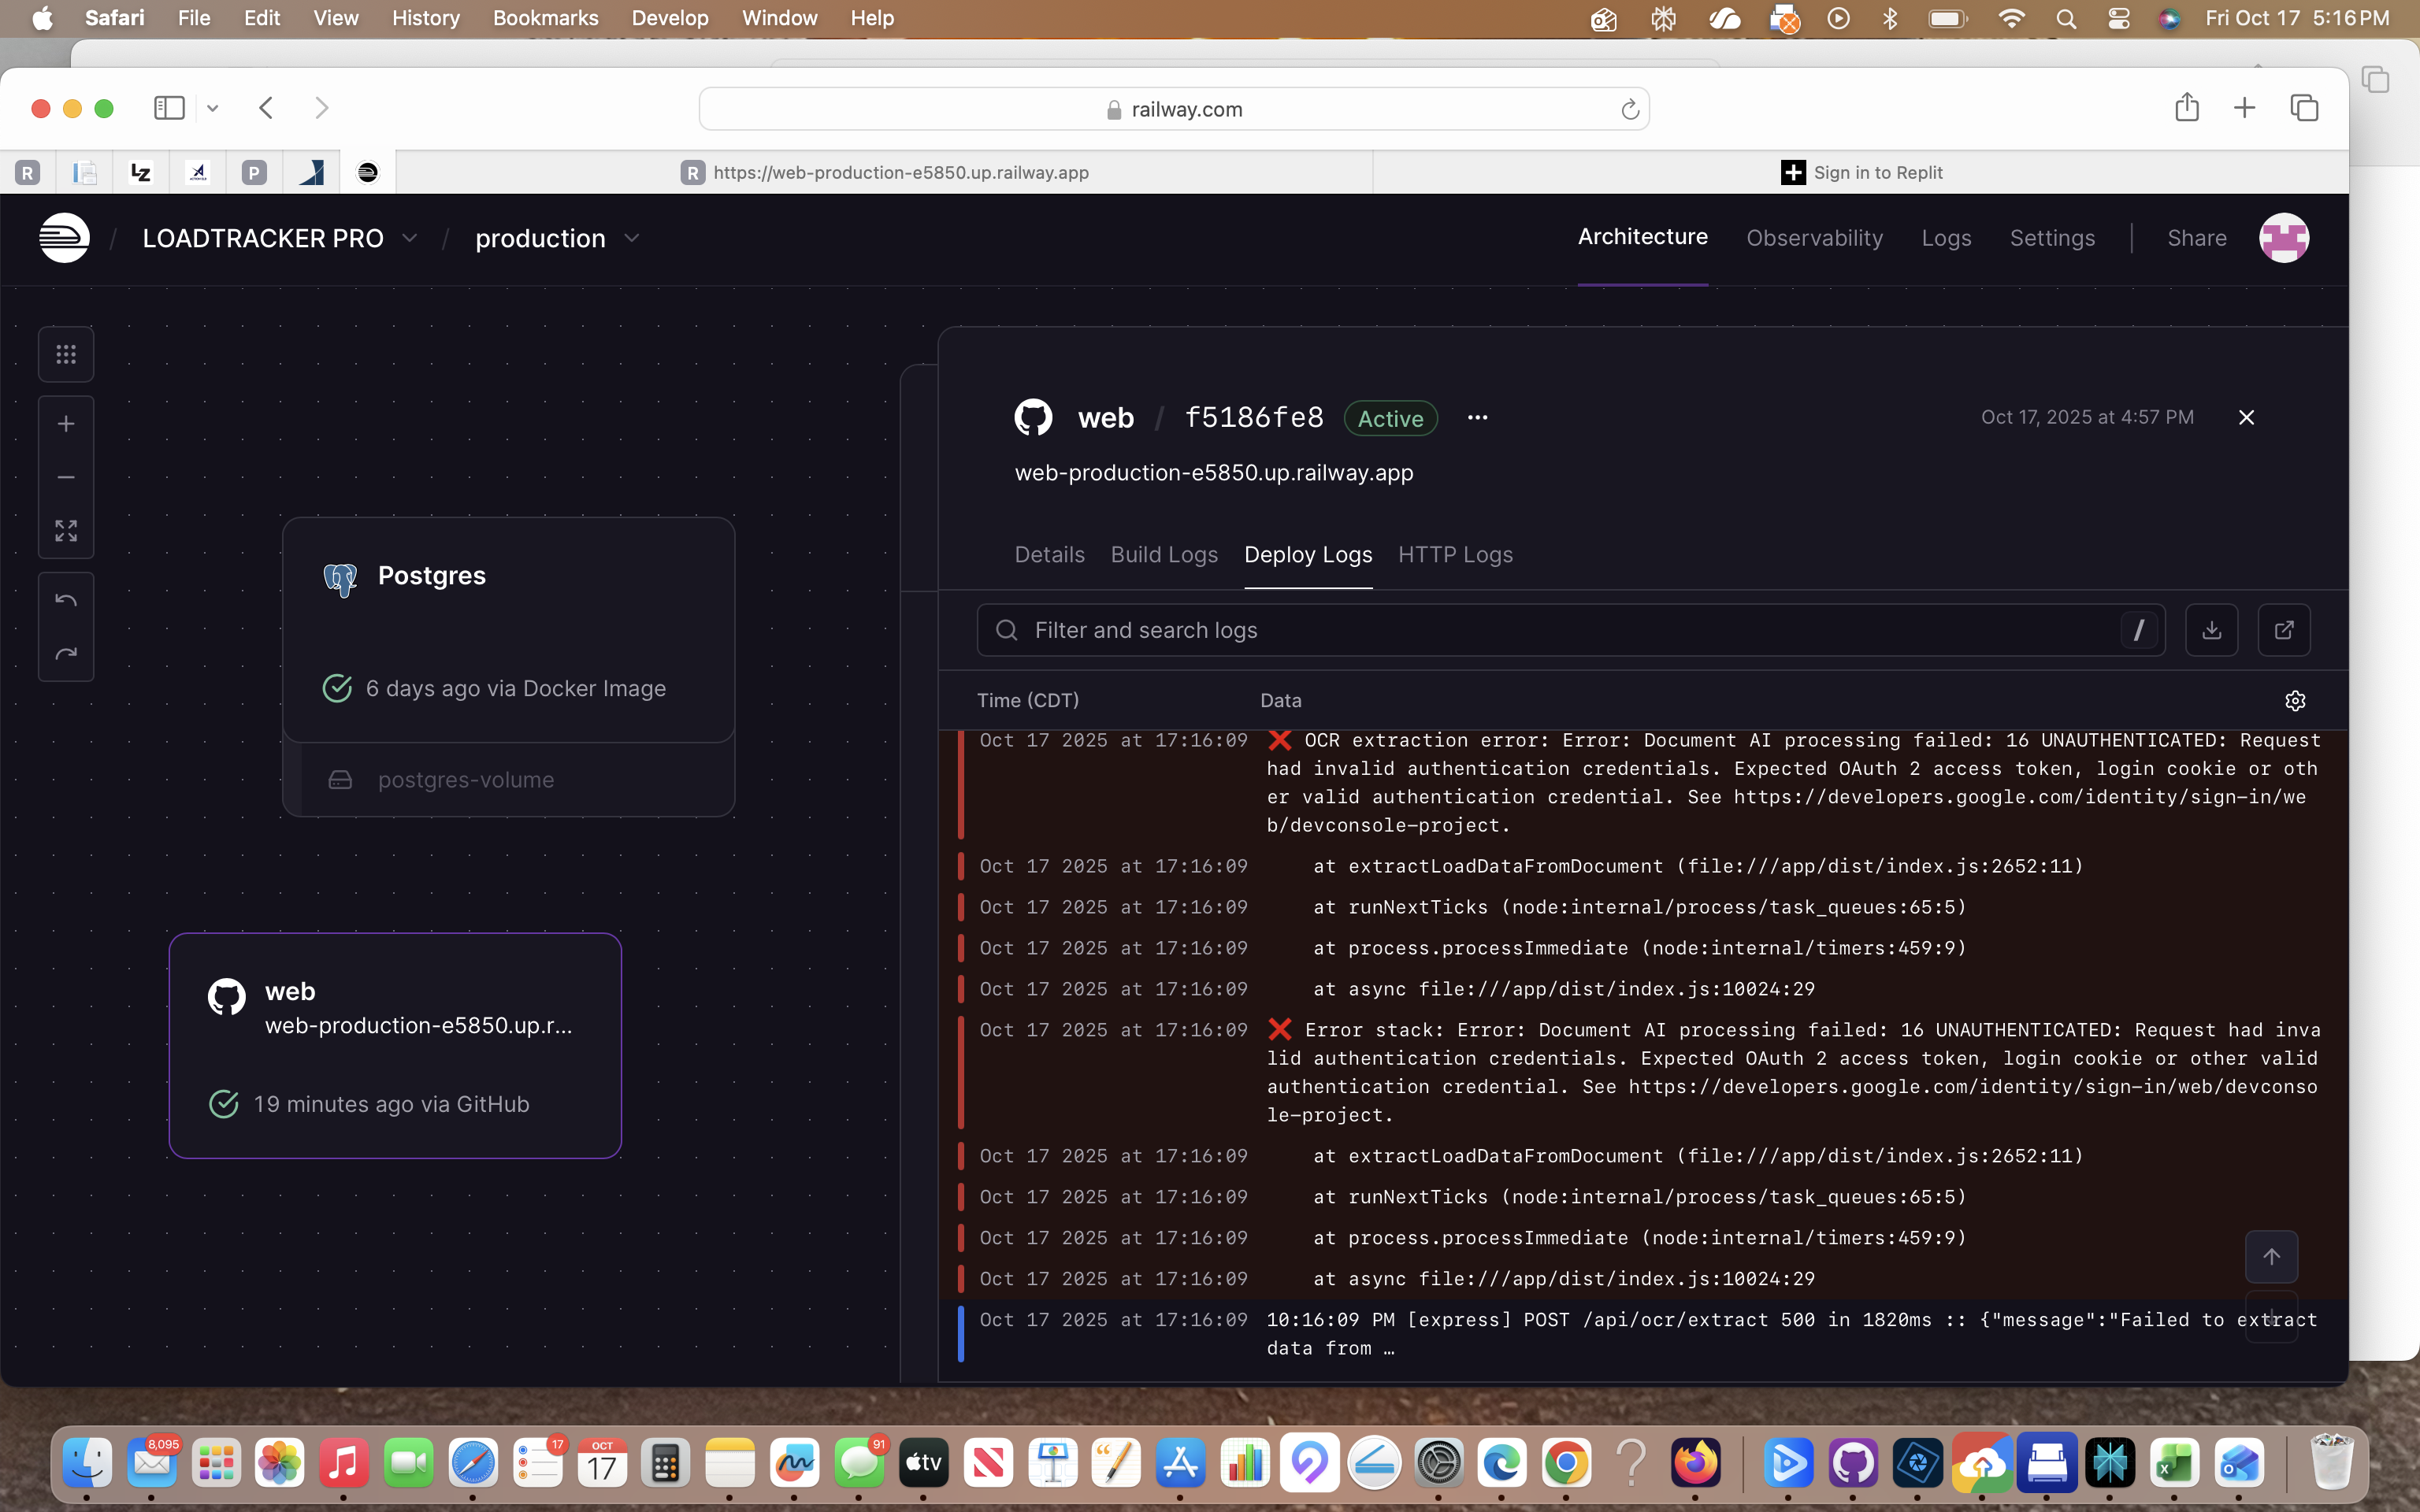 Safari File Edit View History Bookmarks Develop Window Help Fri Oct 17 5:16 PM
railway.com
R LZ P R https://web-production-e5850.up.railway.app Sign in to Replit
/ LOADTRACKER PRO / production Architecture Observability Logs Settings Share
web / f5186fe8 Active ··· Oct 17, 2025 at 4:57 PM
web-production-e5850.up.railway.app
Details Build Logs Deploy Logs HTTP Logs
Filter and search logs /
Time (CDT) Data
Oct 17 2025 at 17:16:09 ❌ OCR extraction error: Error: Document AI processing failed: 16 UNAUTHENTICATED: Request
had invalid authentication credentials. Expected OAuth 2 access token, login cookie or oth
er valid authentication credential. See https://developers.google.com/identity/sign-in/we
b/devconsole-project.
Oct 17 2025 at 17:16:09 at extractLoadDataFromDocument (file:///app/dist/index.js:2652:11)
Oct 17 2025 at 17:16:09 at runNextTicks (node:internal/process/task_queues:65:5)
Oct 17 2025 at 17:16:09 at process.processImmediate (node:internal/timers:459:9)
Oct 17 2025 at 17:16:09 at async file:///app/dist/index.js:10024:29
Oct 17 2025 at 17:16:09 ❌ Error stack: Error: Document AI processing failed: 16 UNAUTHENTICATED: Request had inva
lid authentication credentials. Expected OAuth 2 access token, login cookie or other valid
authentication credential. See https://developers.google.com/identity/sign-in/web/devconso
le-project.
Oct 17 2025 at 17:16:09 at extractLoadDataFromDocument (file:///app/dist/index.js:2652:11)
Oct 17 2025 at 17:16:09 at runNextTicks (node:internal/process/task_queues:65:5)
Oct 17 2025 at 17:16:09 at process.processImmediate (node:internal/timers:459:9)
Oct 17 2025 at 17:16:09 at async file:///app/dist/index.js:10024:29
Oct 17 2025 at 17:16:09 10:16:09 PM [express] POST /api/ocr/extract 500 in 1820ms :: {"message":"Failed to extract
data from …
Postgres
6 days ago via Docker Image
postgres-volume
web
web-production-e5850.up.r...
19 minutes ago via GitHub
8,095 17 OCT 91
17 tv